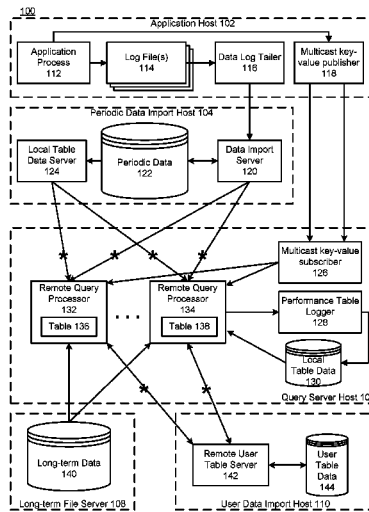 100
Application Host 102
Application
Process
112
Log File(s)
114
Data Log Tailer
116
Multicast key-
value publisher
118
Periodic Data Import Host 104
Local Table
Data Server
124
Periodic Data
122
Data Import
Server
120
Multicast key-value
subscriber
126
Remote Query
Processor
132
Table 136
. . .
Remote Query
Processor
134
Table 138
Performance Table
Logger
128
Local
Table Data
130
Query Server Host 10
Long-term Data
140
Long-term File Server 108
Remote User
Table Server
142
User
Table
Data
144
User Data Import Host 110